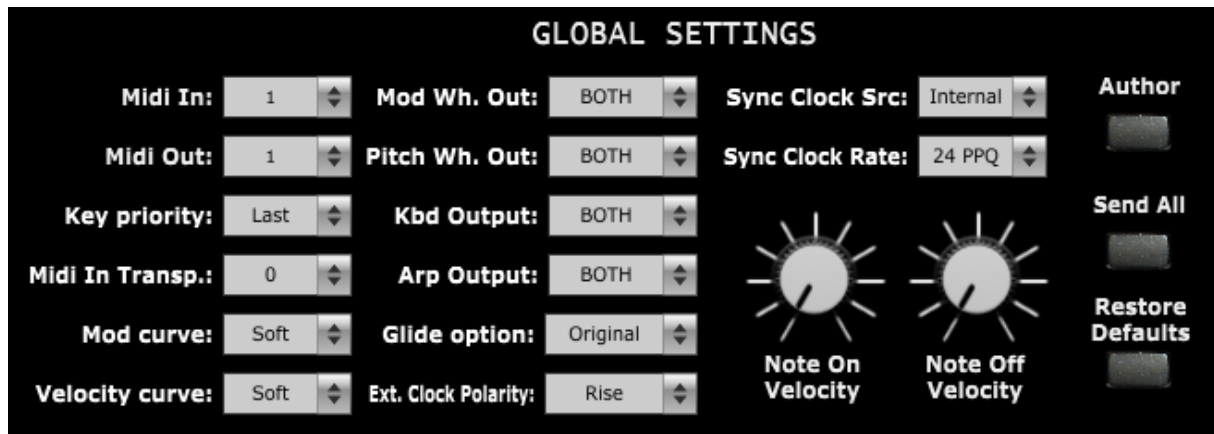 GLOBAL SETTINGS
Midi In: 1 Mod Wh. Out: BOTH Sync Clock Src: Internal Author
Midi Out: 1 Pitch Wh. Out: BOTH Sync Clock Rate: 24 PPQ
Key priority: Last Kbd Output: BOTH Send All
Midi In Transp.: 0 Arp Output: BOTH
Mod curve: Soft Glide option: Original Restore
Defaults
Note On Note Off
Velocity Velocity
Velocity curve: Soft Ext. Clock Polarity: Rise